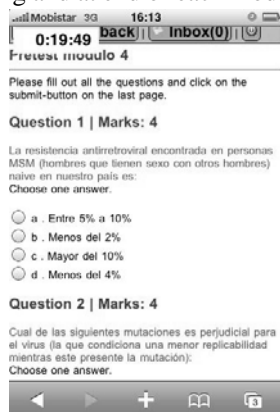 Mobistar 3G 16:13
0:19:49 back | Inbox(0) |
Pretest modulo 4
Please fill out all the questions and click on the
submit-button on the last page.
Question 1 | Marks: 4
La resistencia antirretroviral encontrada en personas
MSM (hombres que tienen sexo con otros hombres)
naive en nuestro país es:
Choose one answer.
a . Entre 5% a 10%
b . Menos del 2%
c . Mayor del 10%
d . Menos del 4%
Question 2 | Marks: 4
Cual de las siguientes mutaciones es perjudicial para
el virus (la que condiciona una menor replicabilidad
mientras este presente la mutación):
Choose one answer.
3